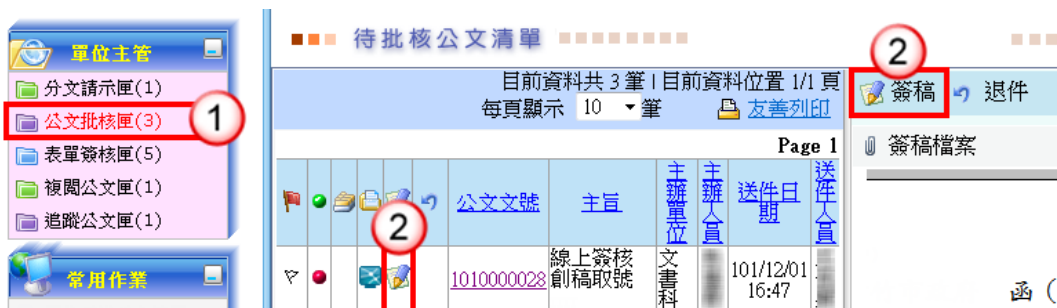 單位主管
分文請示匣(1)
公文批核匣(3)
1
表單簽核匣(5)
複閱公文匣(1)
追蹤公文匣(1)
常用作業
待批核公文清單
目前資料共 3 筆 | 目前資料位置 1/1 頁
每頁顯示 10 筆 友善列印
Page 1
公文文號 主旨 主辦單位 主辦人員 送件日期 送件人員
2
1010000028 線上簽核創稿取號 文書科 101/12/01 16:47
2
簽稿 退件
簽稿檔案
函 (